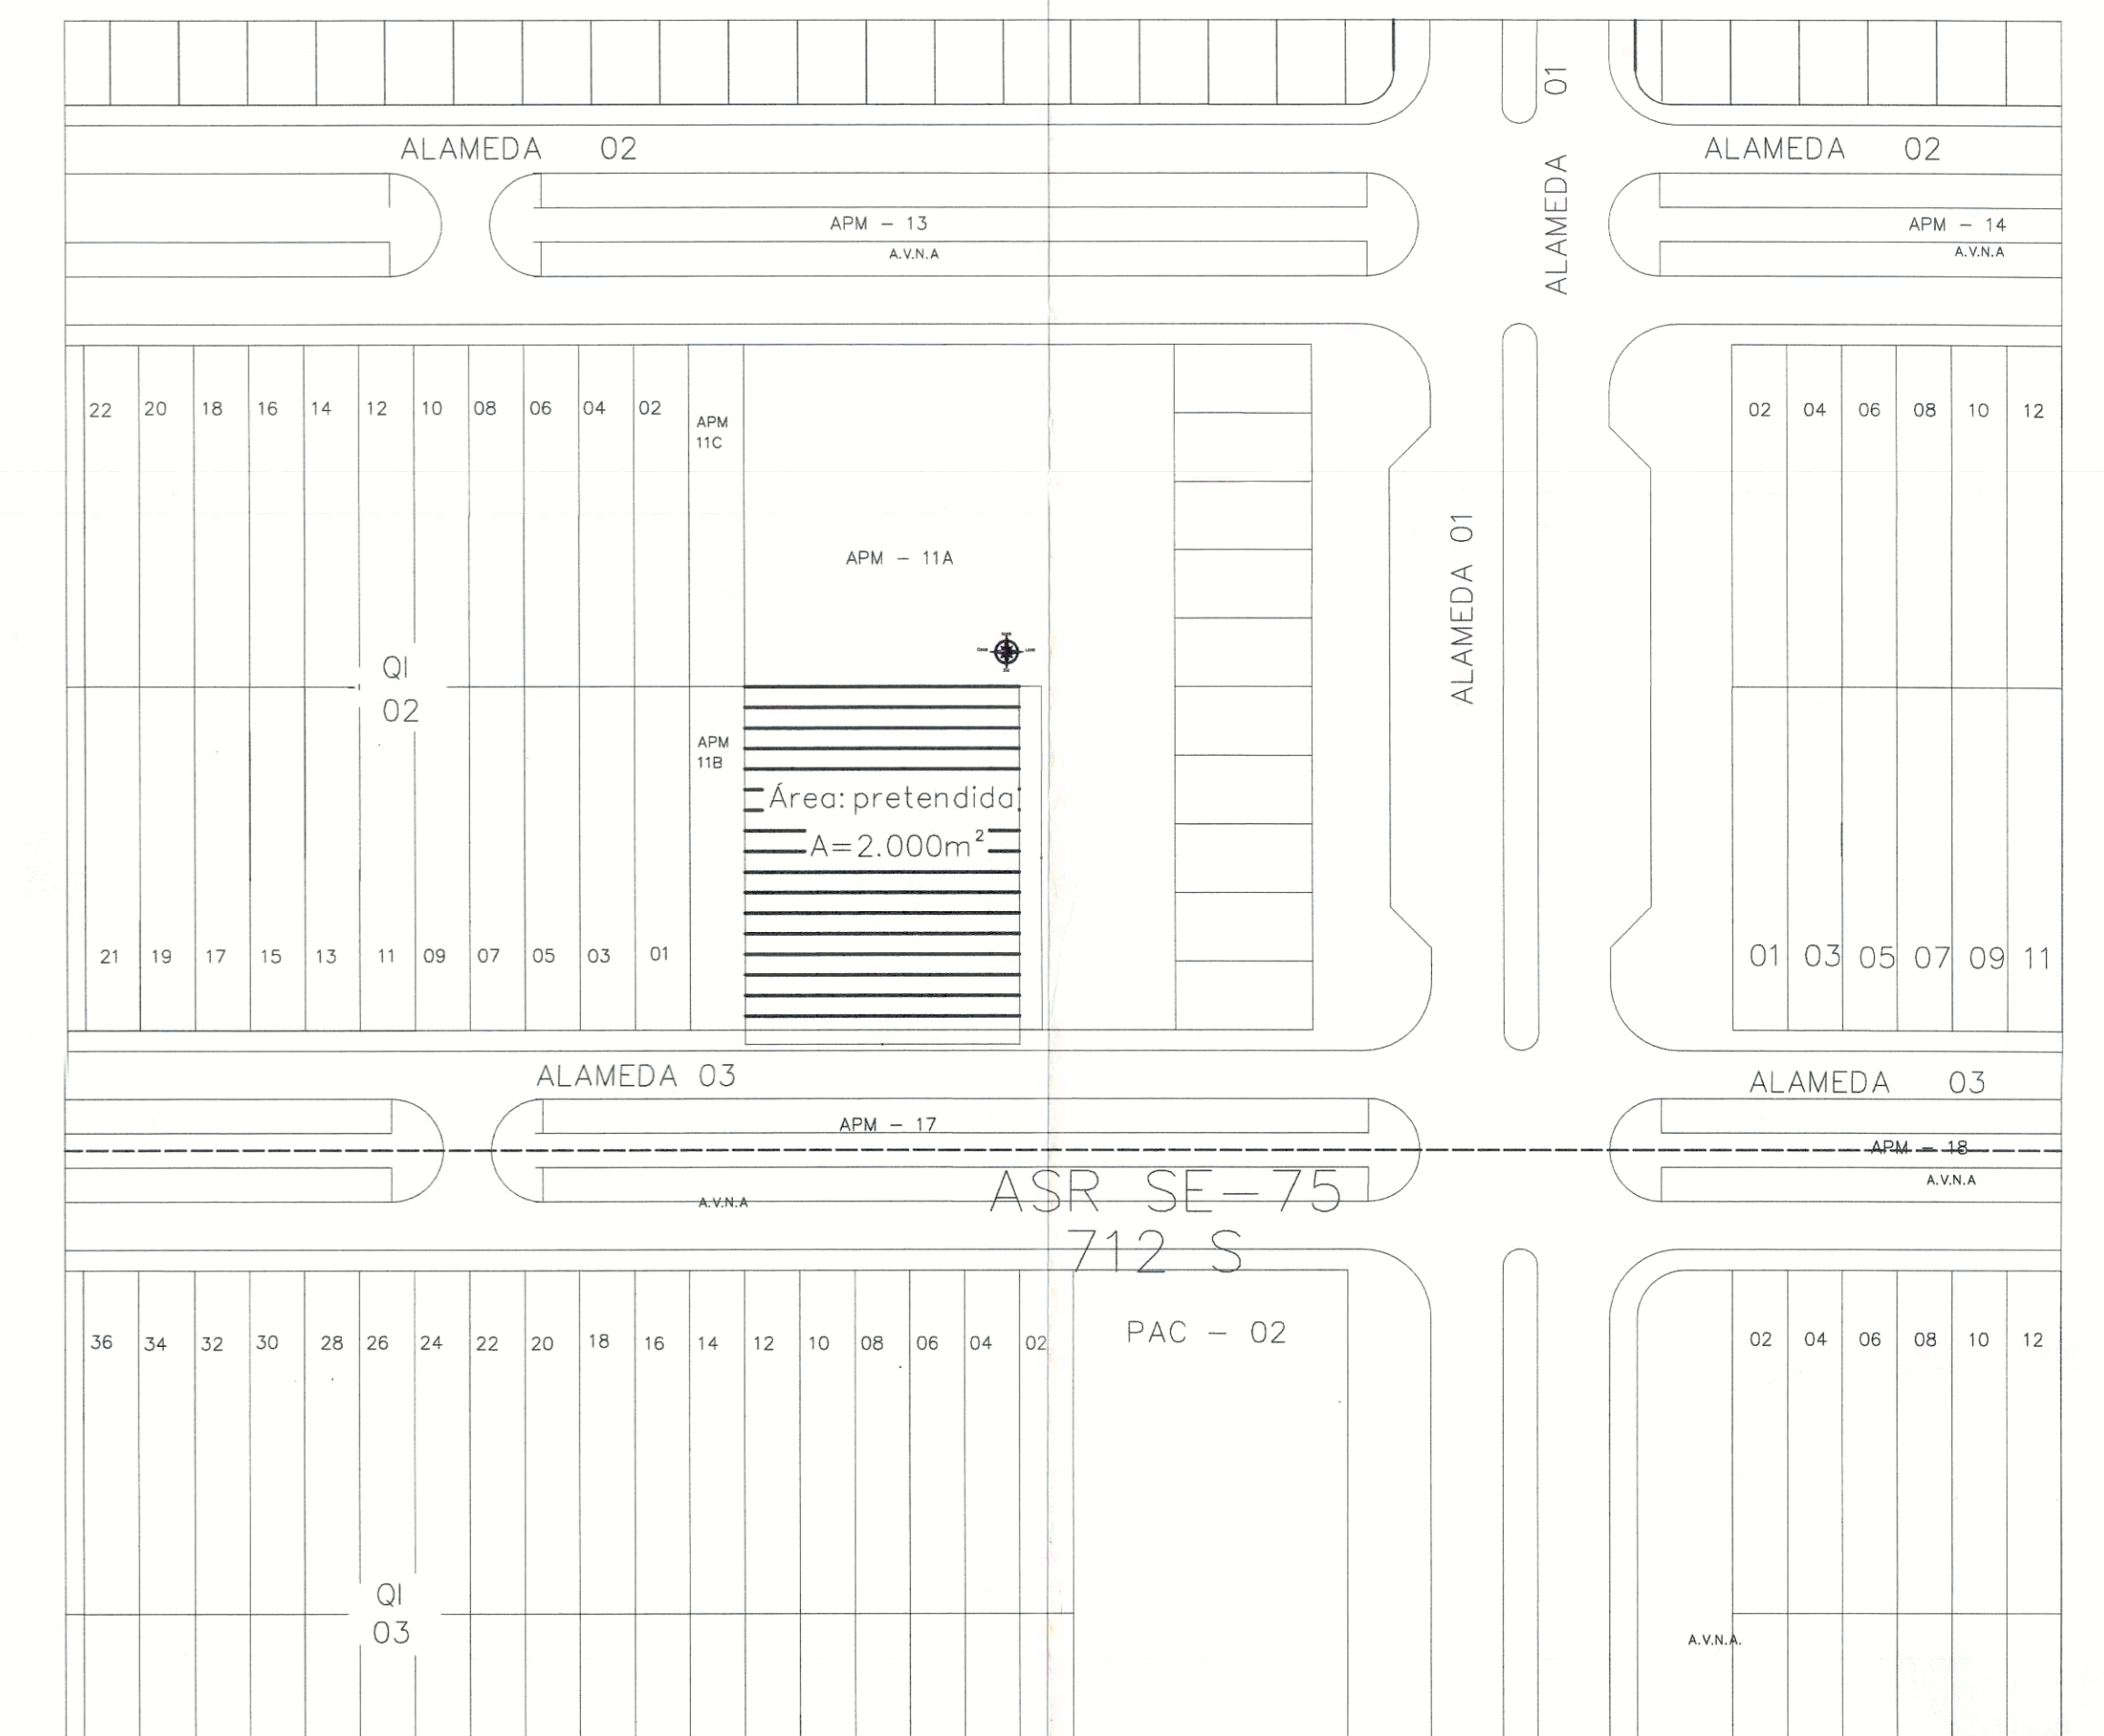 ALAMEDA 01
ALAMEDA 02
ALAMEDA 02
APM - 13
A.V.N.A
APM - 14
A.V.N.A
22 20 18 16 14 12 10 08 06 04 02
APM
11C
02 04 06 08 10 12
APM - 11A
ALAMEDA 01
QI
02
APM
11B
Área: pretendida
A=2.000m²
21 19 17 15 13 11 09 07 05 03 01
01 03 05 07 09 11
ALAMEDA 03
ALAMEDA 03
APM - 17
APM - 18
A.V.N.A
A.V.N.A
ASR SE-75
712 S
36 34 32 30 28 26 24 22 20 18 16 14 12 10 08 06 04 02
PAC - 02
02 04 06 08 10 12
QI
03
A.V.N.A.